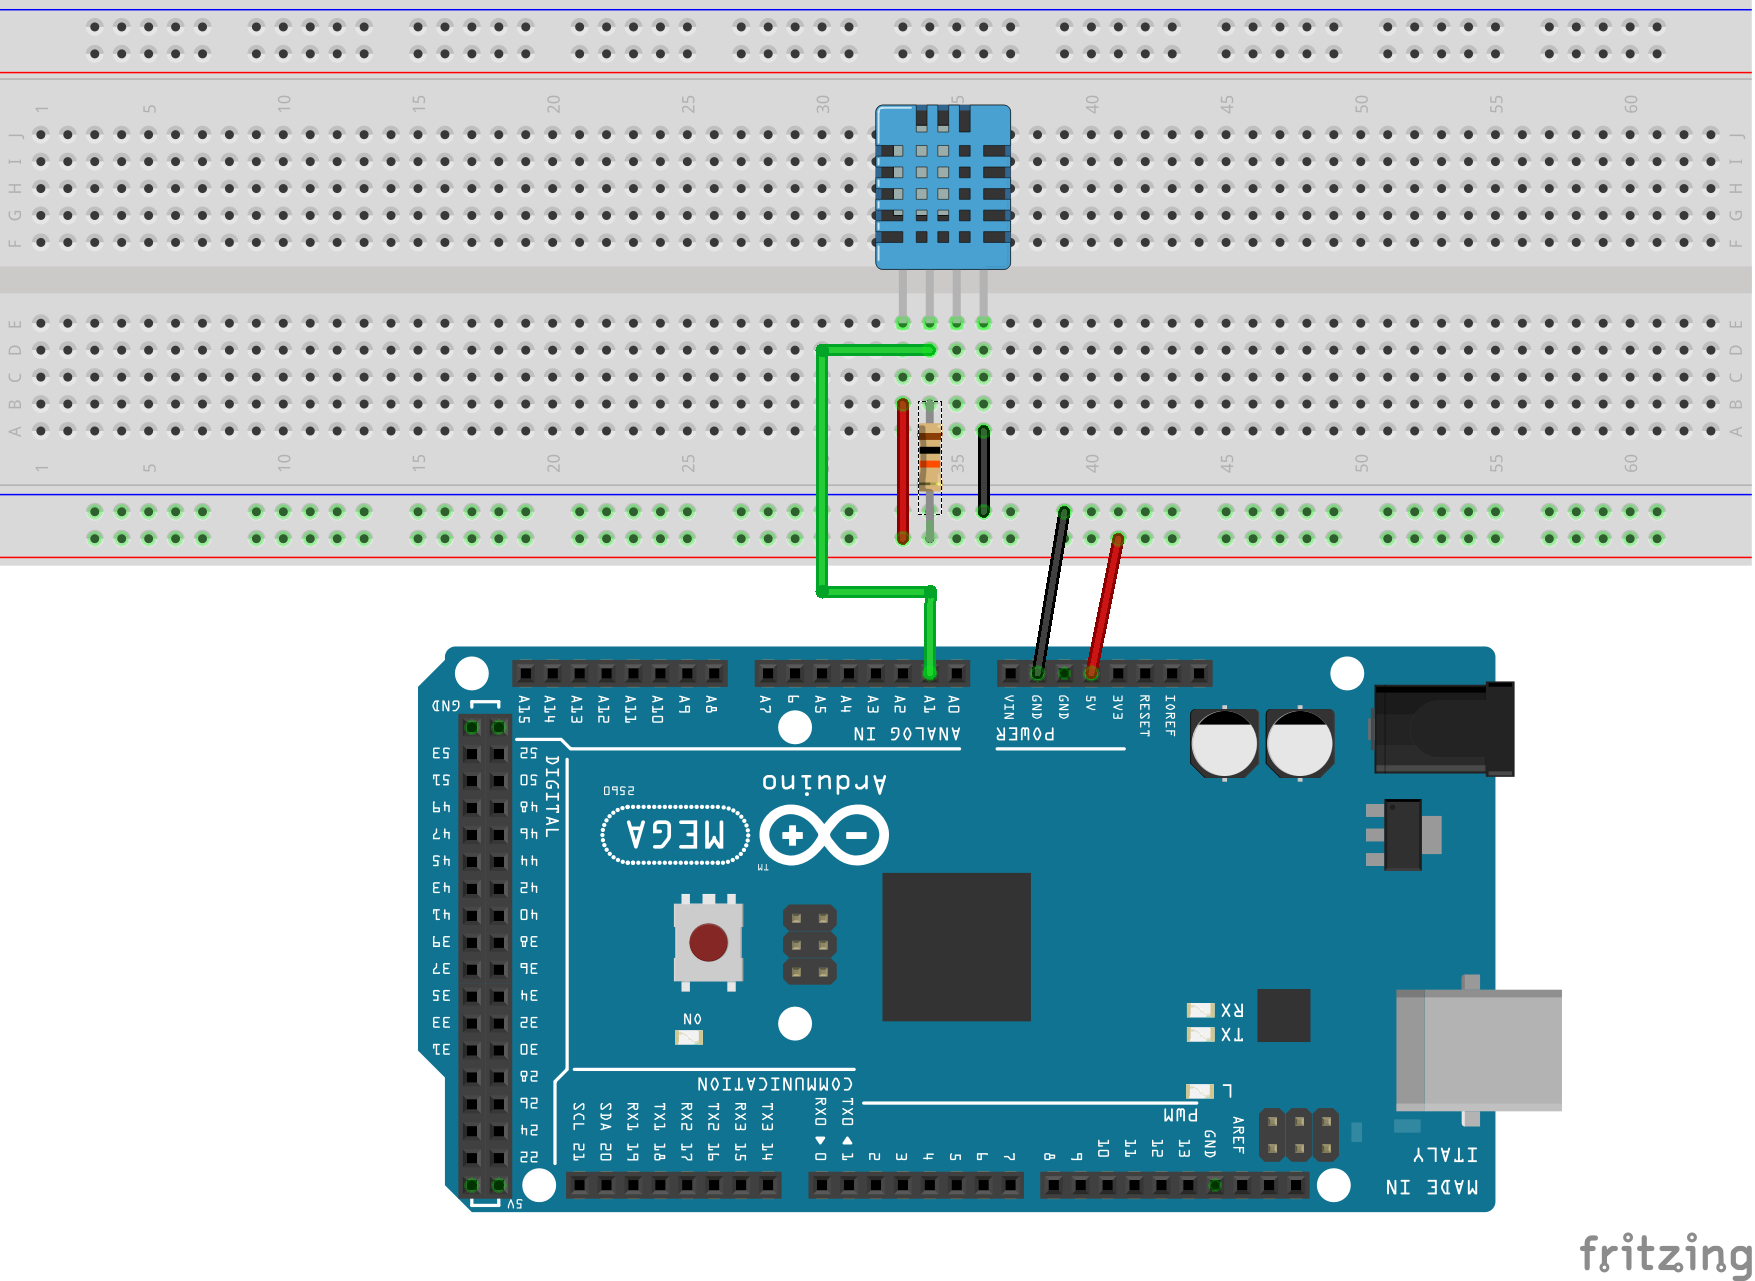 1 5 10 15 20 25 30 35 40 45 50 55 60
J J
I I
H H
G G
F F
E E
D D
C C
B B
A A
1 5 10 15 20 25 35 40 45 50 55 60
A15 A14 A13 A12 A11 A10 A9 A8 A7 6 A5 A4 A3 A2 A1 A0 VIN GND GND 5V 3V3 RESET IOREF
GND
ANALOG IN
POWER
DIGITAL
53 52
51 50
49 48
47 46
45 44
43 42
41 40
39 38
37 36
35 34
33 32
31 30
28
26
24
22
5V
Arduino
2560
MEGA
TM
ON
RX
TX
L
COMMUNICATION
PWM
SCL 21
SDA 20
RX1 19
TX1 18
RX2 17
TX2 16
RX3 15
TX3 14
RX0 0
TX0 1
2 3 4 5 6 7 8 9 10 11 12 13 GND AREF
MADE IN
ITALY
fritzing